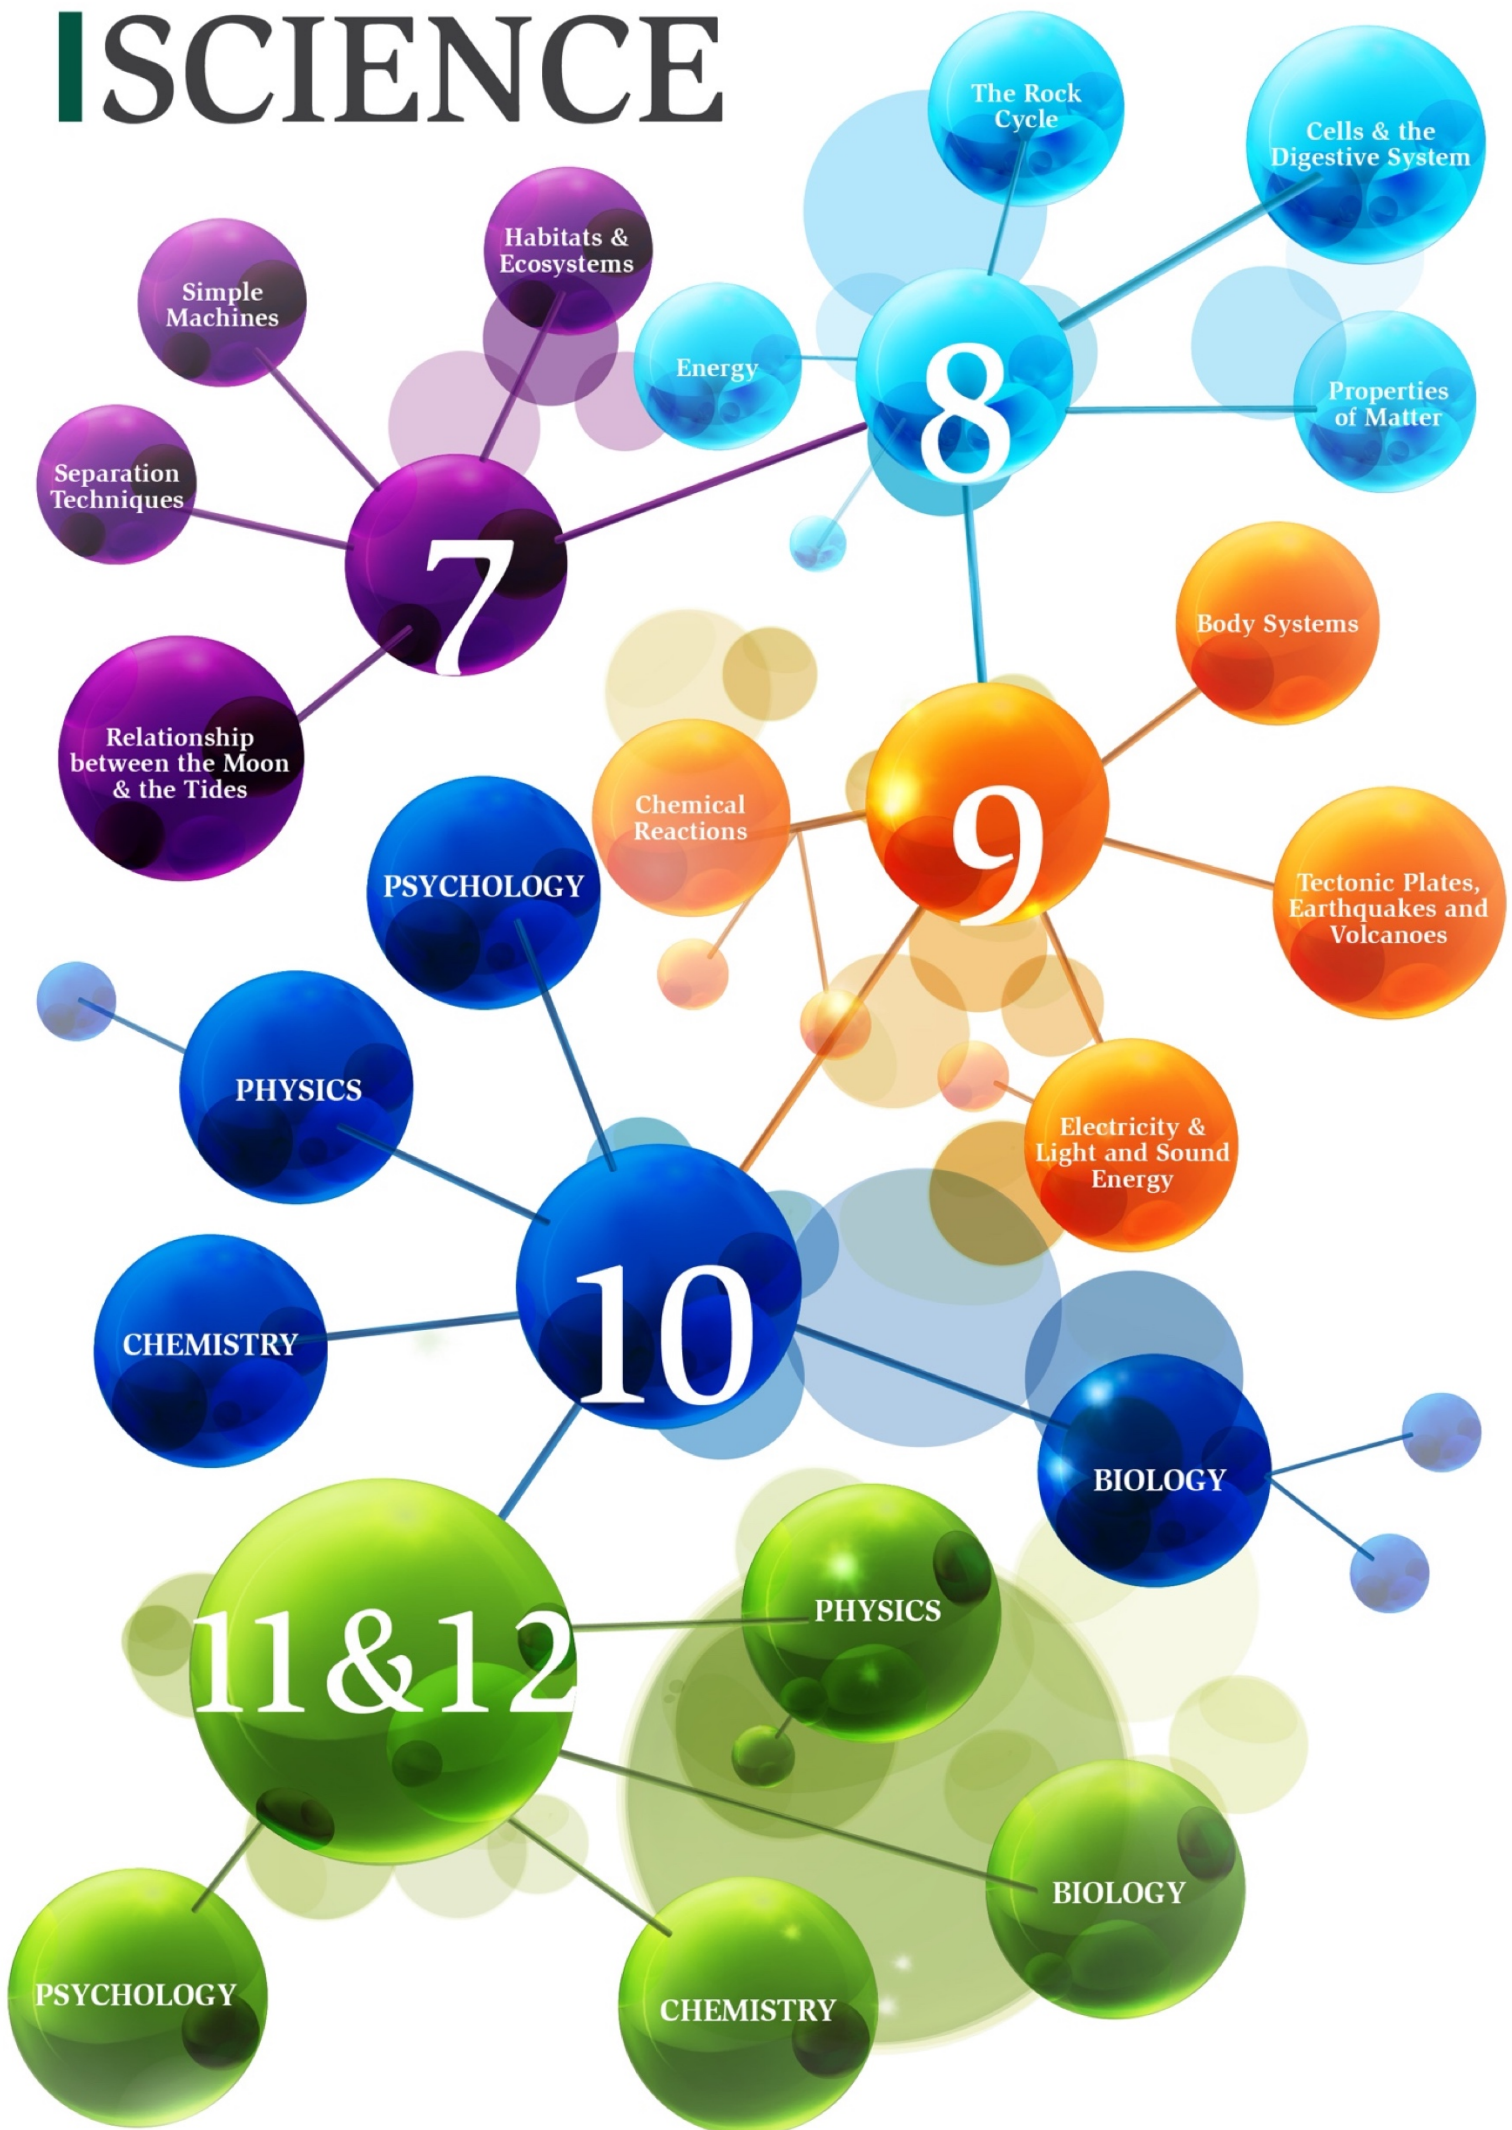 SCIENCE
The Rock
Cycle
Cells & the
Digestive System
Habitats &
Ecosystems
Simple
Machines
Energy
8
Properties
of Matter
Separation
Techniques
7
Relationship
between the Moon
& the Tides
Body Systems
Chemical
Reactions
9
Tectonic Plates,
Earthquakes and
Volcanoes
Electricity &
Light and Sound
Energy
PSYCHOLOGY
PHYSICS
CHEMISTRY
10
BIOLOGY
11&12
PHYSICS
BIOLOGY
PSYCHOLOGY
CHEMISTRY